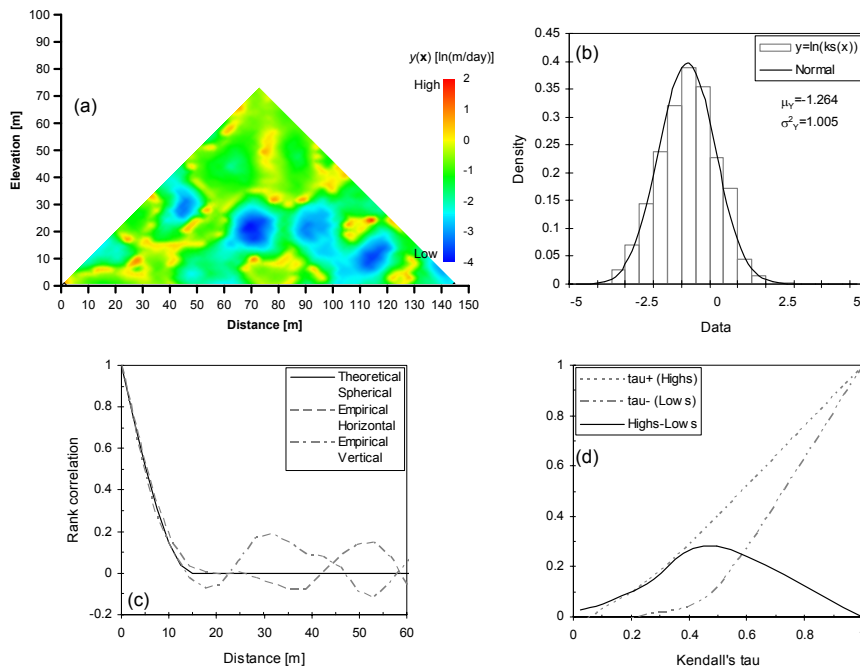 100
90
80
70
60
50
40
30
20
10
0
Elevation [m]
(a)
0 10 20 30 40 50 60 70 80 90 100 110 120 130 140 150
Distance [m]
y(x) [ln(m/day)]
High
Low
2
1
0
-1
-2
-3
-4
(b)
0.45
0.4
0.35
0.3
0.25
0.2
0.15
0.1
0.05
0
Density
y=ln(ks(x))
Normal
μY=-1.264
σ²Y=1.005
-5 -2.5 0 2.5 5
Data
1
0.8
0.6
0.4
0.2
0
-0.2
Rank correlation
Theoretical
Spherical
Empirical
Horizontal
Empirical
Vertical
(c)
0 10 20 30 40 50 60
Distance [m]
1
0.8
0.6
0.4
0.2
0
tau+ (Highs)
tau- (Lows)
Highs-Lows
(d)
0 0.2 0.4 0.6 0.8 1
Kendall's tau